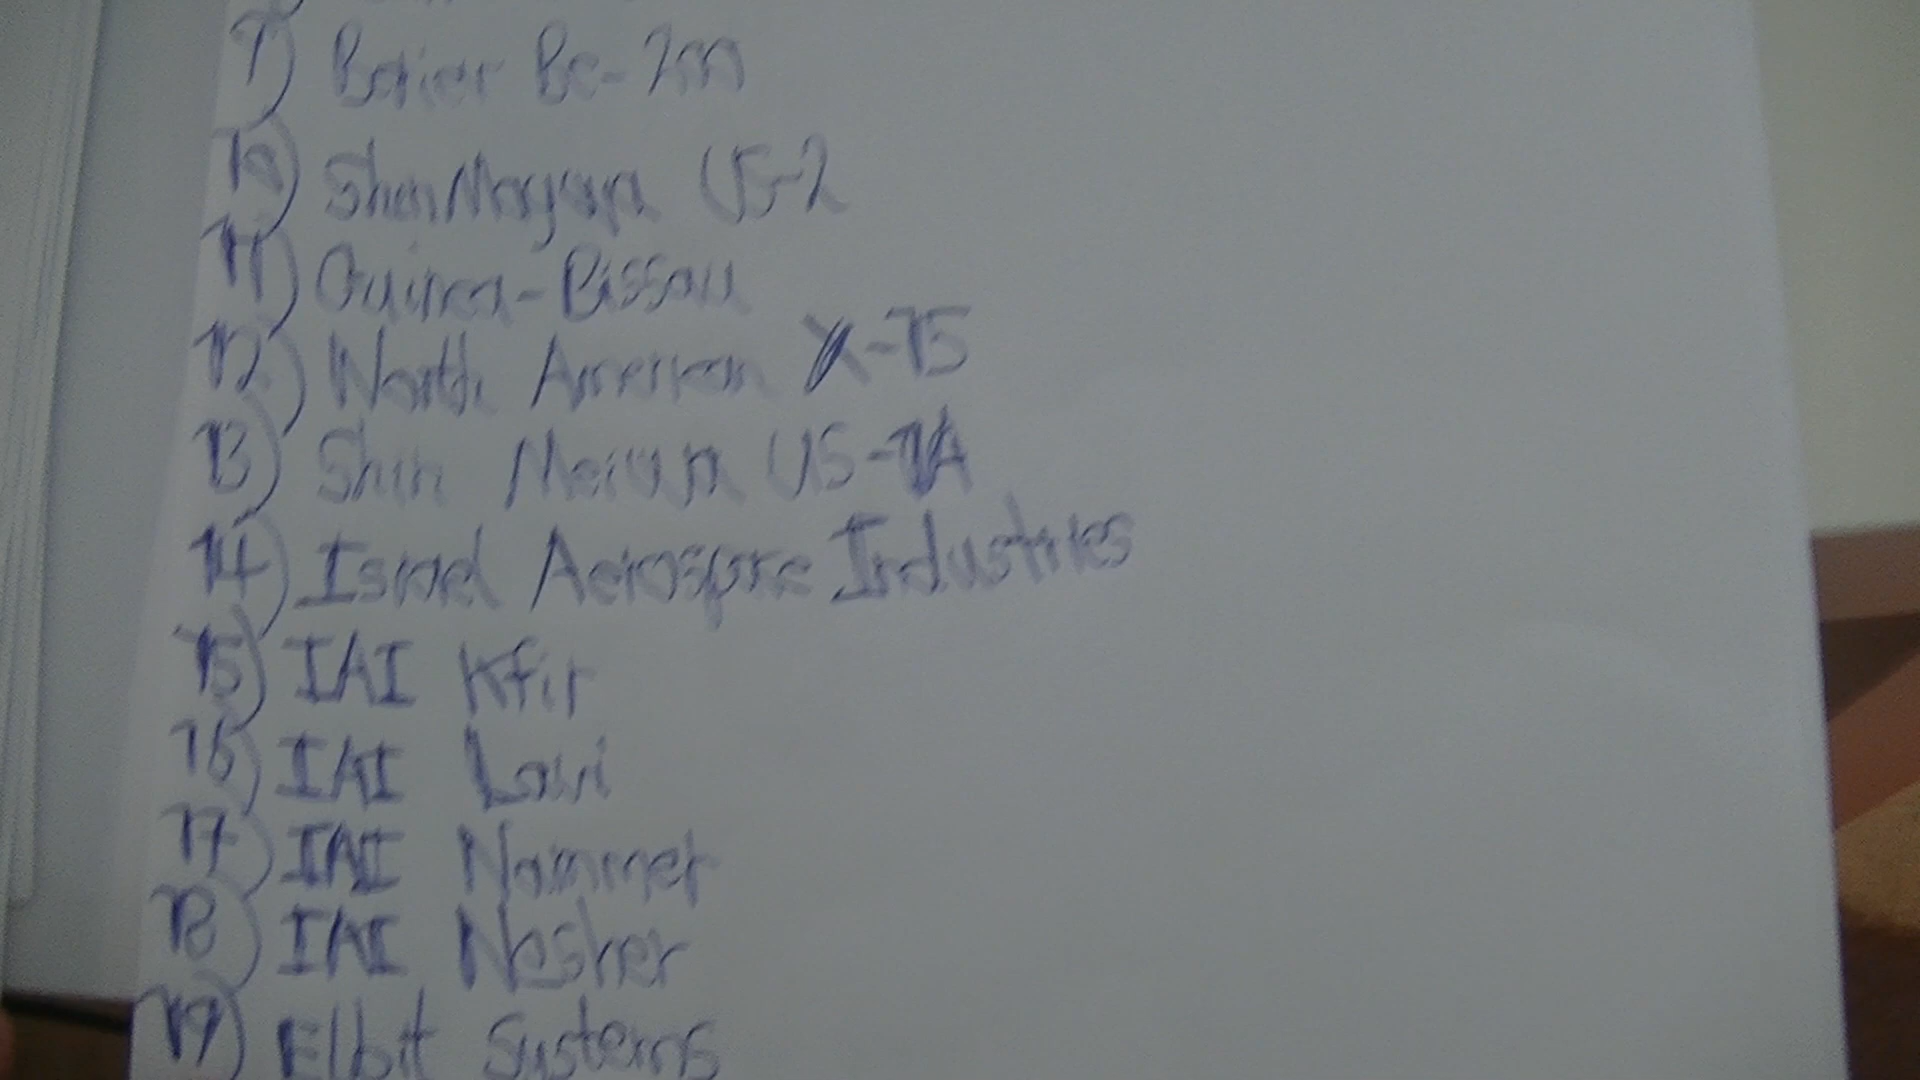 9) Beriev Be-200
10) ShinMaywa US-2
11) Guinea-Bissau
12) North American X-15
13) Shin Meiwa US-1A
14) Israel Aerospace Industries
15) IAI Kfir
16) IAI Lavi
17) IAI Nammer
18) IAI Nesher
19) Elbit Systems